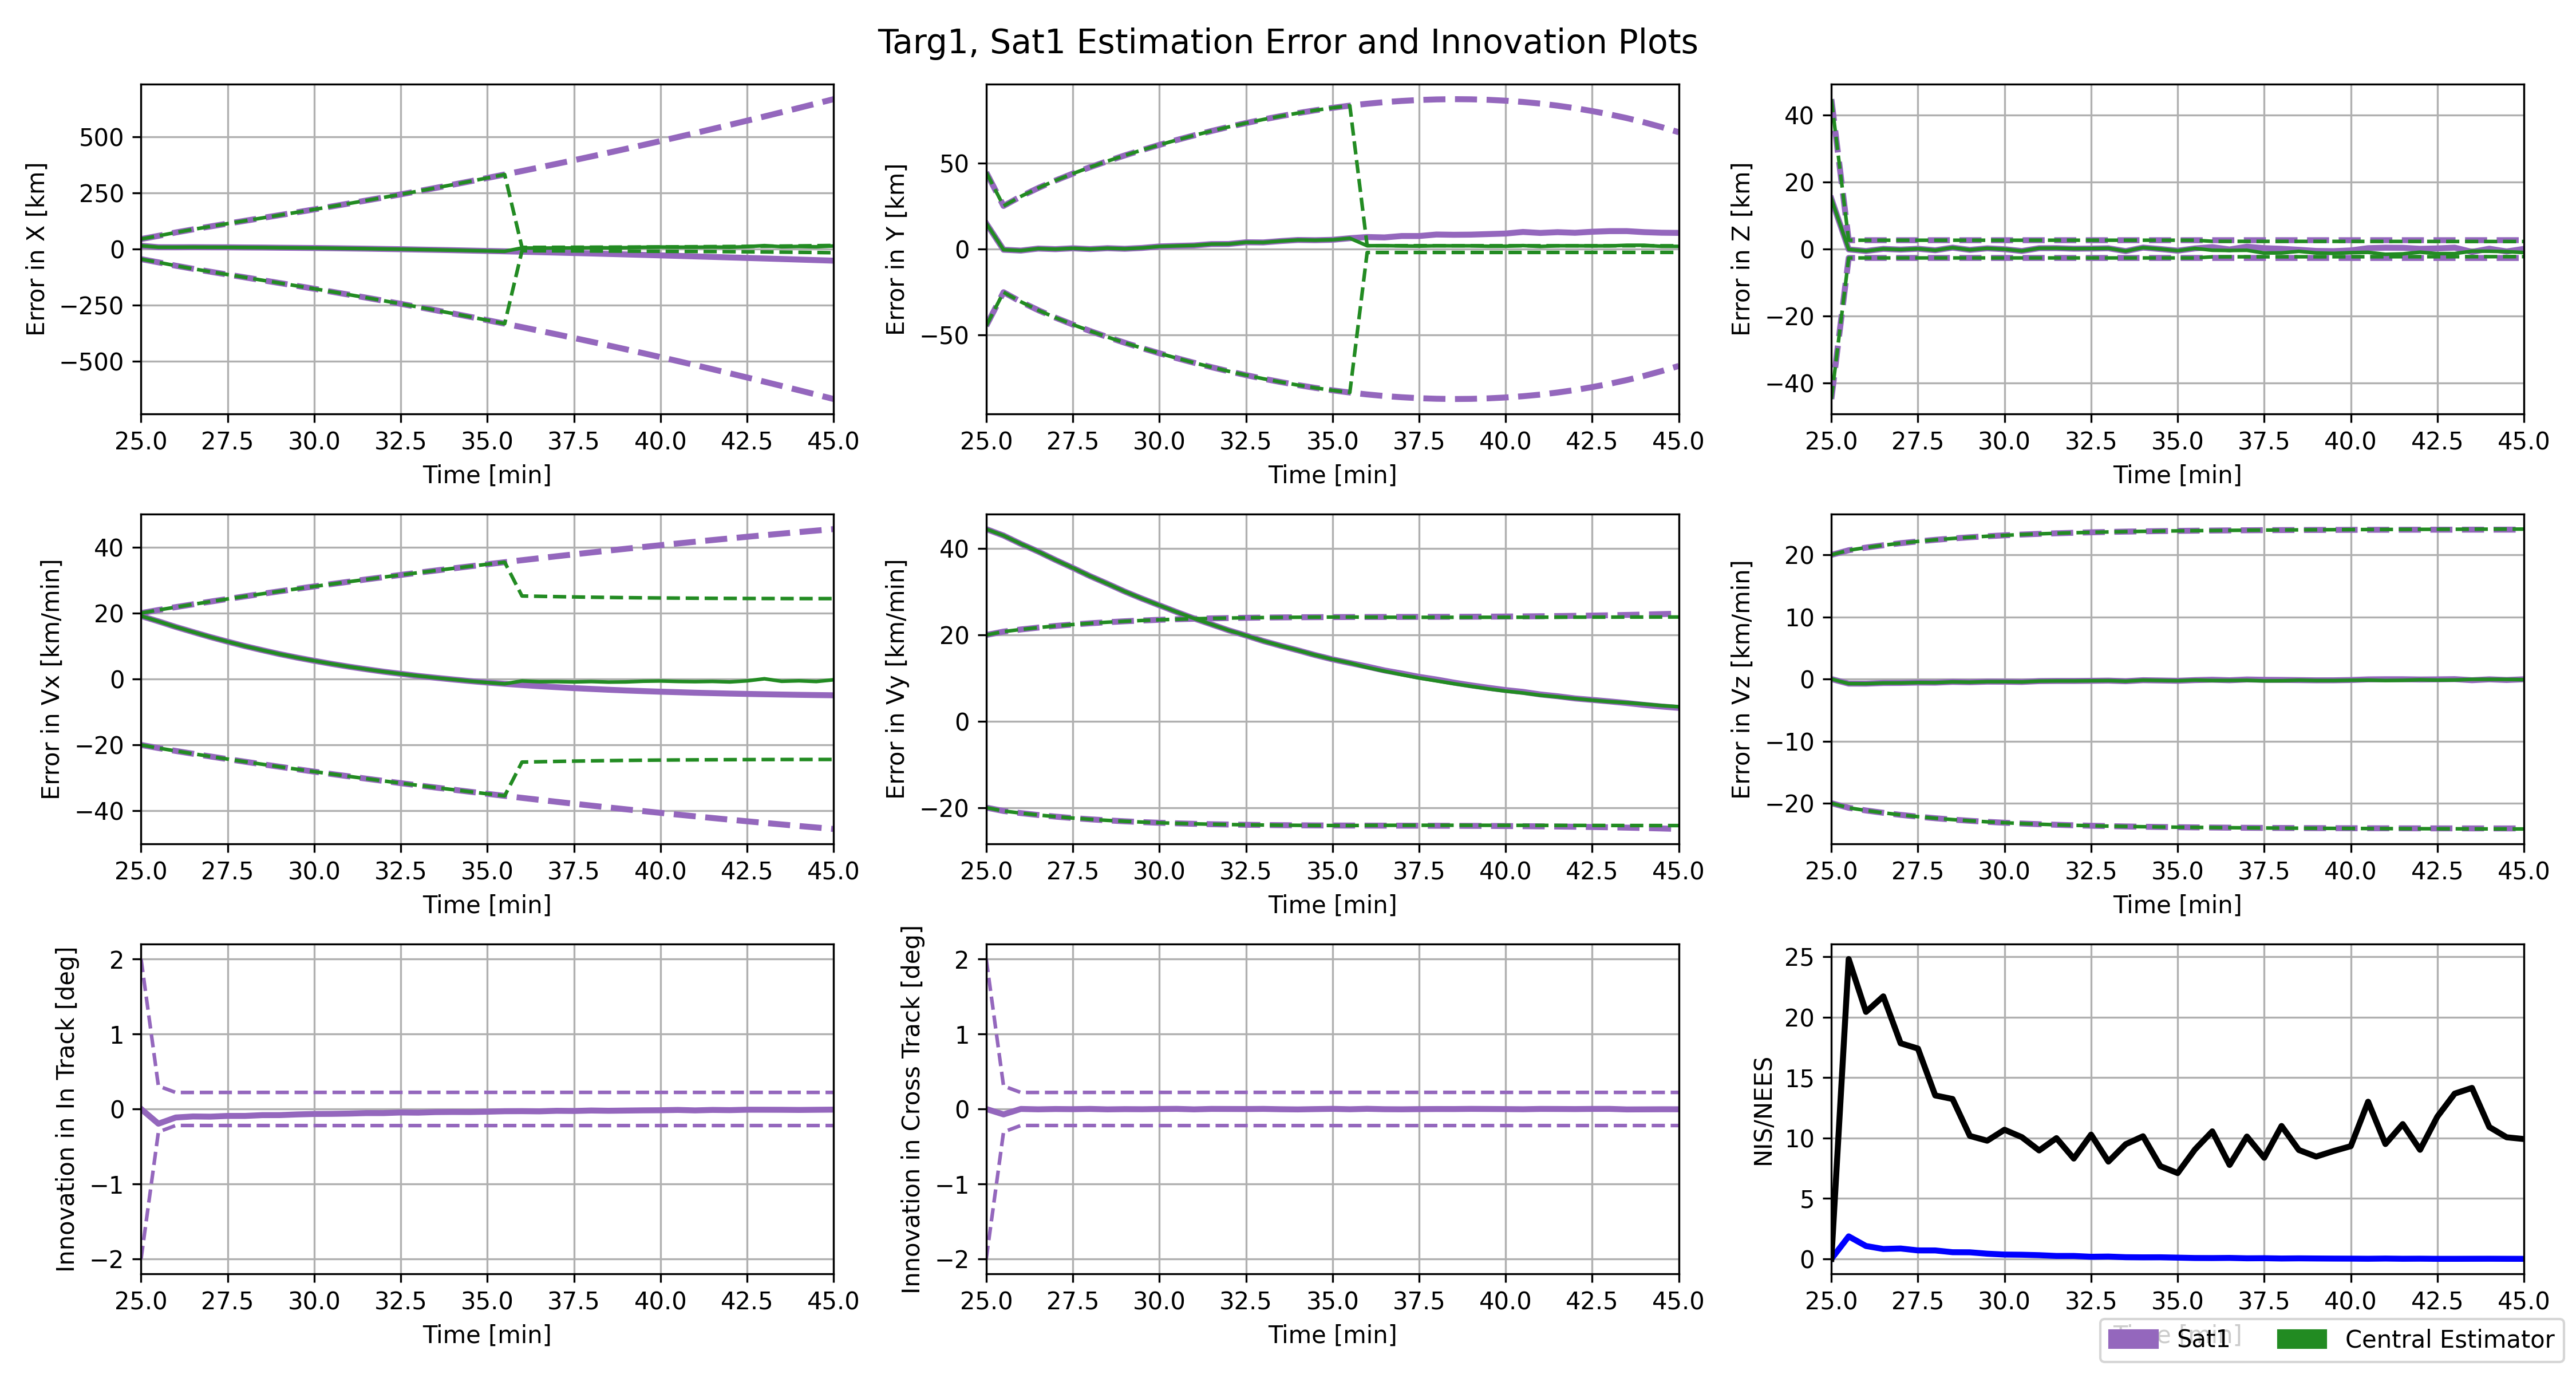 Targ1, Sat1 Estimation Error and Innovation Plots
Error in X [km]
500
250
0
−250
−500
25.0 27.5 30.0 32.5 35.0 37.5 40.0 42.5 45.0
Time [min]
Error in Y [km]
50
0
−50
25.0 27.5 30.0 32.5 35.0 37.5 40.0 42.5 45.0
Time [min]
Error in Z [km]
40
20
0
−20
−40
25.0 27.5 30.0 32.5 35.0 37.5 40.0 42.5 45.0
Time [min]
Error in Vx [km/min]
40
20
0
−20
−40
25.0 27.5 30.0 32.5 35.0 37.5 40.0 42.5 45.0
Time [min]
Error in Vy [km/min]
40
20
0
−20
25.0 27.5 30.0 32.5 35.0 37.5 40.0 42.5 45.0
Time [min]
Error in Vz [km/min]
20
10
0
−10
−20
25.0 27.5 30.0 32.5 35.0 37.5 40.0 42.5 45.0
Time [min]
Innovation in In Track [deg]
2
1
0
−1
−2
25.0 27.5 30.0 32.5 35.0 37.5 40.0 42.5 45.0
Time [min]
Innovation in Cross Track [deg]
2
1
0
−1
−2
25.0 27.5 30.0 32.5 35.0 37.5 40.0 42.5 45.0
Time [min]
NIS/NEES
25
20
15
10
5
0
25.0 27.5 30.0 32.5 35.0 37.5 40.0 42.5 45.0
Time [min]
Sat1 Central Estimator